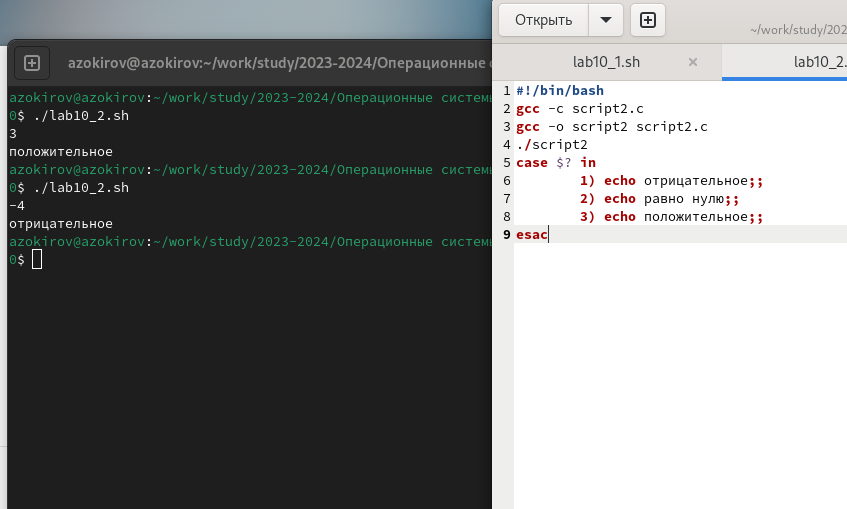 azokirov@azokirov:~/work/study/2023-2024/Операционные
azokirov@azokirov:~/work/study/2023-2024/Операционные системы
0$ ./lab10_2.sh
3
положительное
azokirov@azokirov:~/work/study/2023-2024/Операционные системы
0$ ./lab10_2.sh
-4
отрицательное
azokirov@azokirov:~/work/study/2023-2024/Операционные системы
0$
Открыть
~/work/study/202
lab10_1.sh ×
lab10_2.
1 #!/bin/bash
2 gcc -c script2.c
3 gcc -o script2 script2.c
4 ./script2
5 case $? in
6 1) echo отрицательное;;
7 2) echo равно нулю;;
8 3) echo положительное;;
9 esac